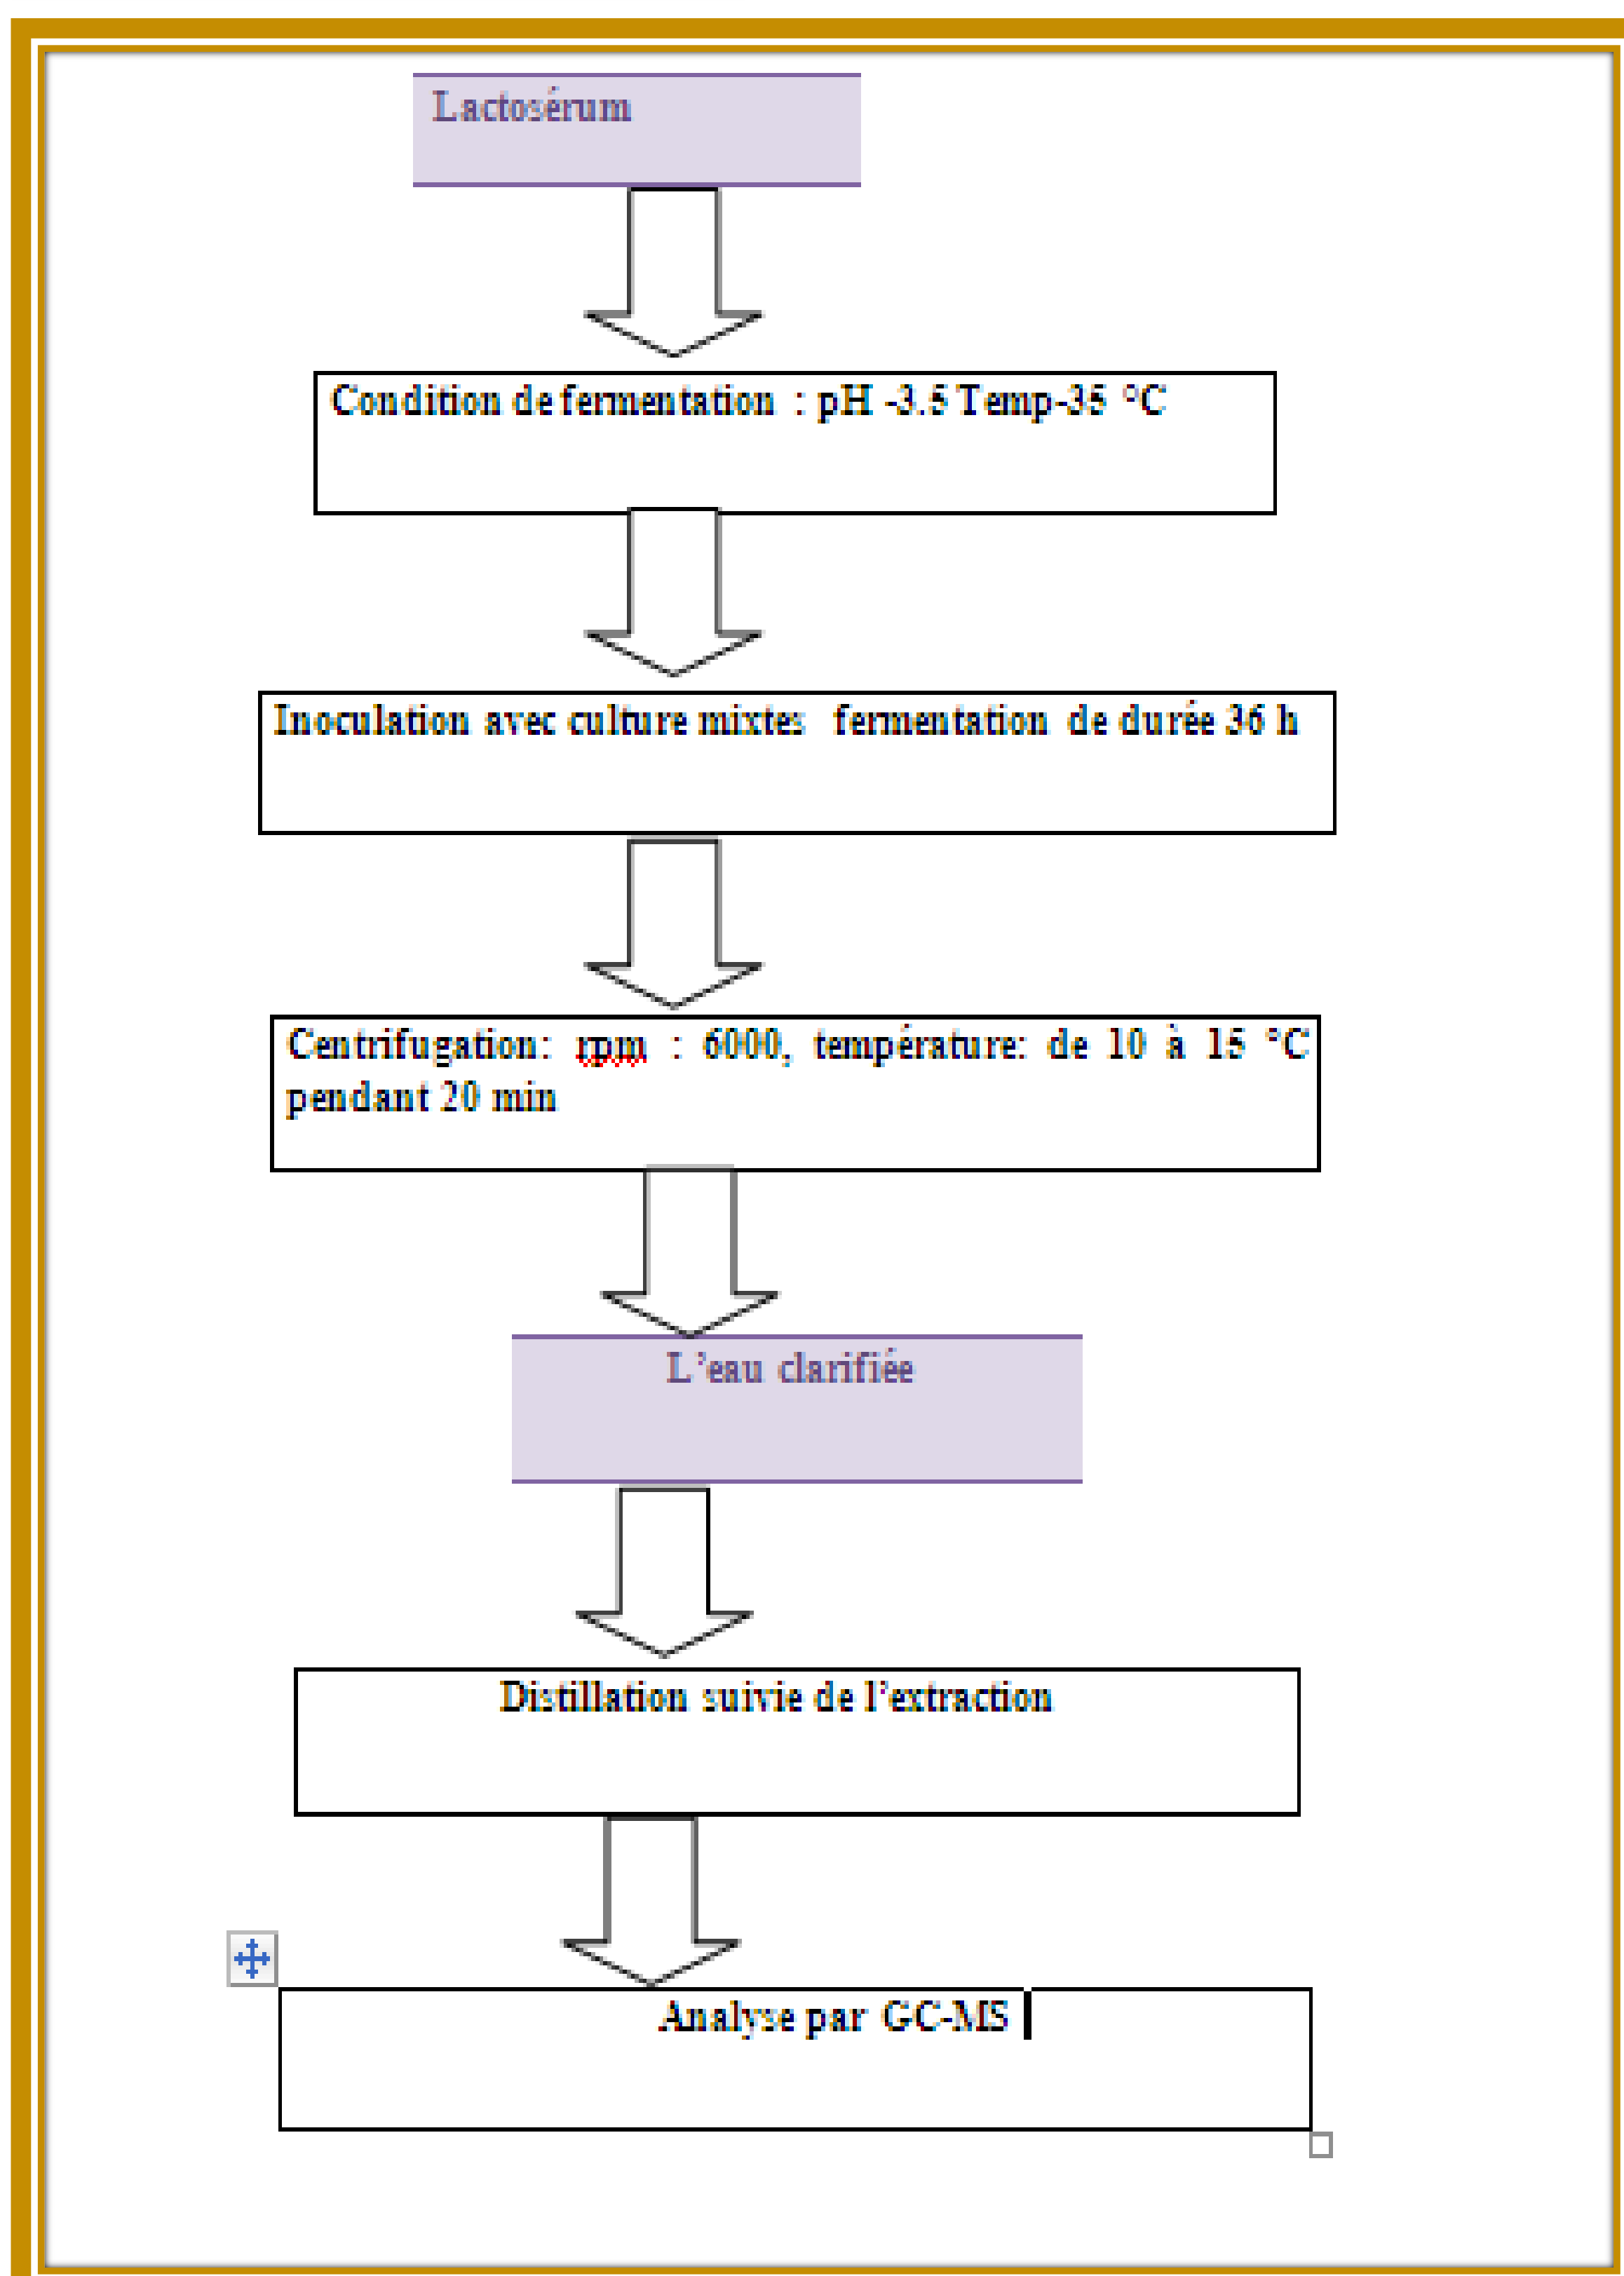 Lactosérum
Condition de fermentation : pH -3.5 Temp-35 °C
Inoculation avec culture mixtes fermentation de durée 36 h
Centrifugation: rpm : 6000, température: de 10 à 15 °C
pendant 20 min
L'eau clarifiée
Distillation suivie de l'extraction
Analyse par GC-MS